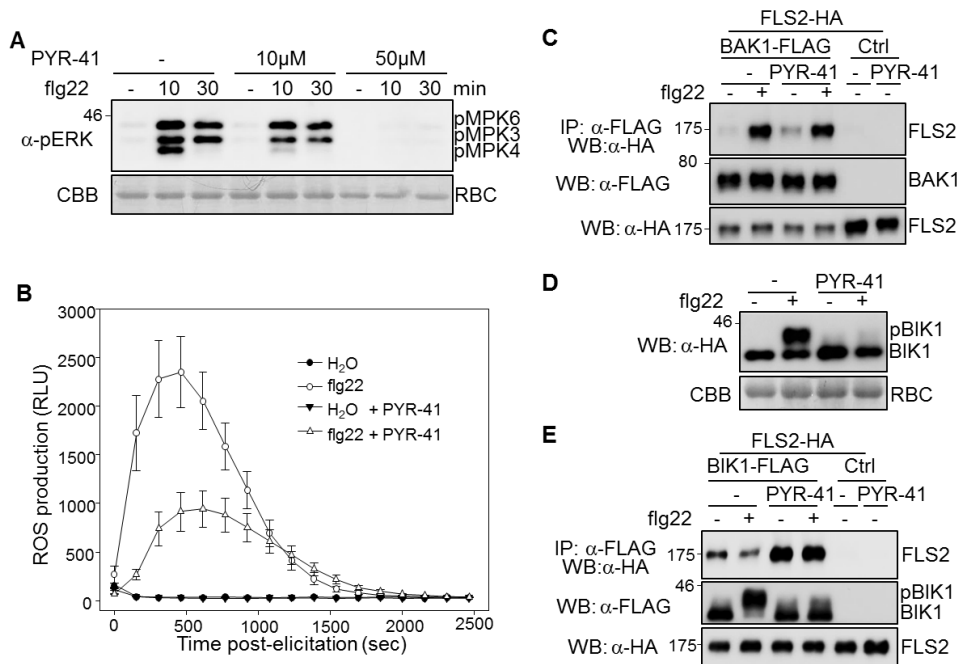 A
PYR-41 - 10µM 50µM
flg22 - 10 30 - 10 30 - 10 30 min
46
α-pERK
pMPK6
pMPK3
pMPK4
CBB RBC
B
ROS production (RLU)
3000
2500
2000
1500
1000
500
0
H2O
flg22
H2O + PYR-41
flg22 + PYR-41
0 500 1000 1500 2000 2500
Time post-elicitation (sec)
C
FLS2-HA
BAK1-FLAG Ctrl
- PYR-41 - PYR-41
flg22 - + - + - -
IP: α-FLAG
WB:α-HA
175 FLS2
80
WB: α-FLAG BAK1
WB: α-HA 175 FLS2
D
- PYR-41
flg22 - + - +
46
pBIK1
WB: α-HA BIK1
CBB RBC
E
FLS2-HA
BIK1-FLAG Ctrl
- PYR-41 - PYR-41
flg22 - + - + - -
IP: α-FLAG
WB:α-HA
175 FLS2
46
pBIK1
WB: α-FLAG BIK1
WB: α-HA 175 FLS2